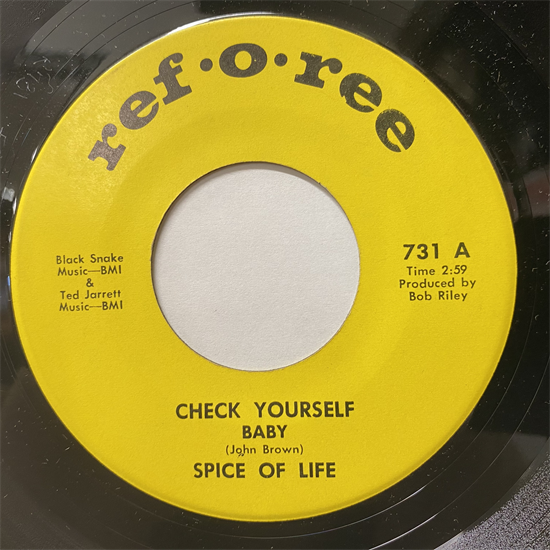 ref·o·ree
Black Snake
Music—BMI
&
Ted Jarrett
Music—BMI
731 A
Time 2:59
Produced by
Bob Riley
CHECK YOURSELF
BABY
(John Brown)
SPICE OF LIFE